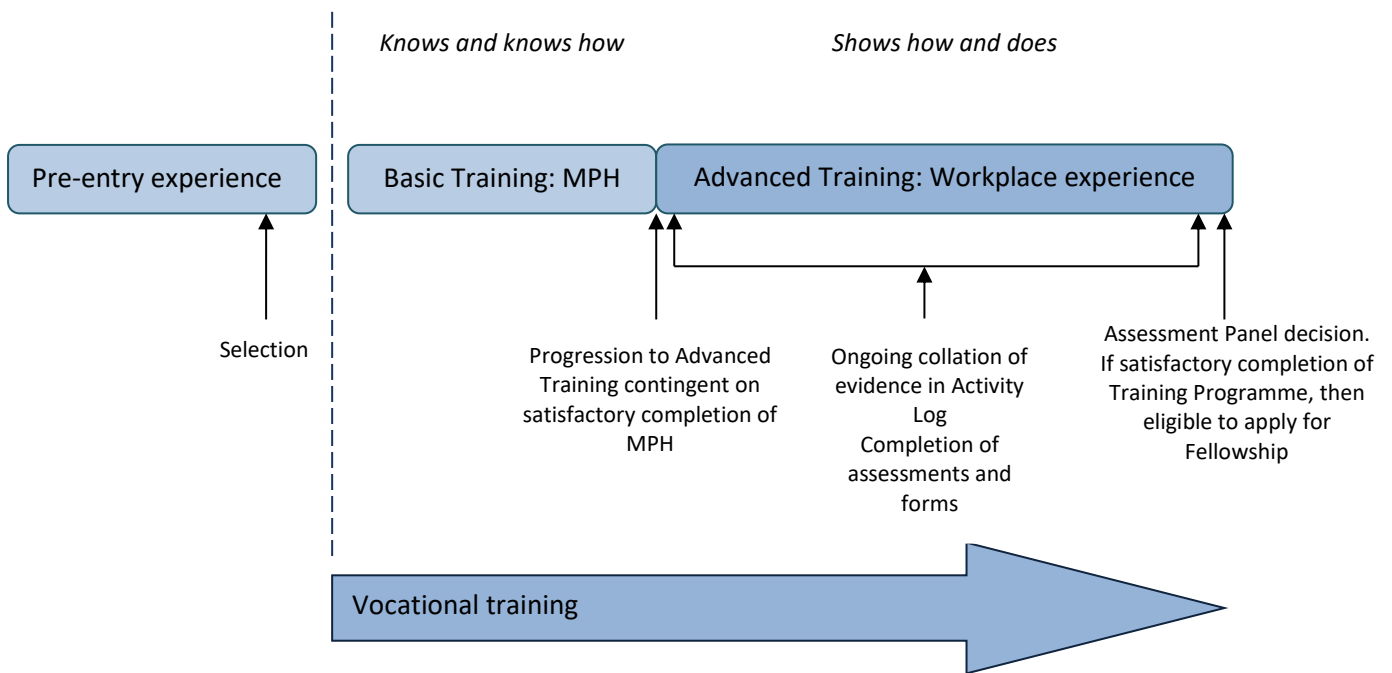 Knows and knows how
Shows how and does
Pre-entry experience
Basic Training: MPH
Advanced Training: Workplace experience
Selection
Progression to Advanced
Training contingent on
satisfactory completion of
MPH
Ongoing collation of
evidence in Activity
Log
Completion of
assessments and
forms
Assessment Panel decision.
If satisfactory completion of
Training Programme, then
eligible to apply for
Fellowship
Vocational training